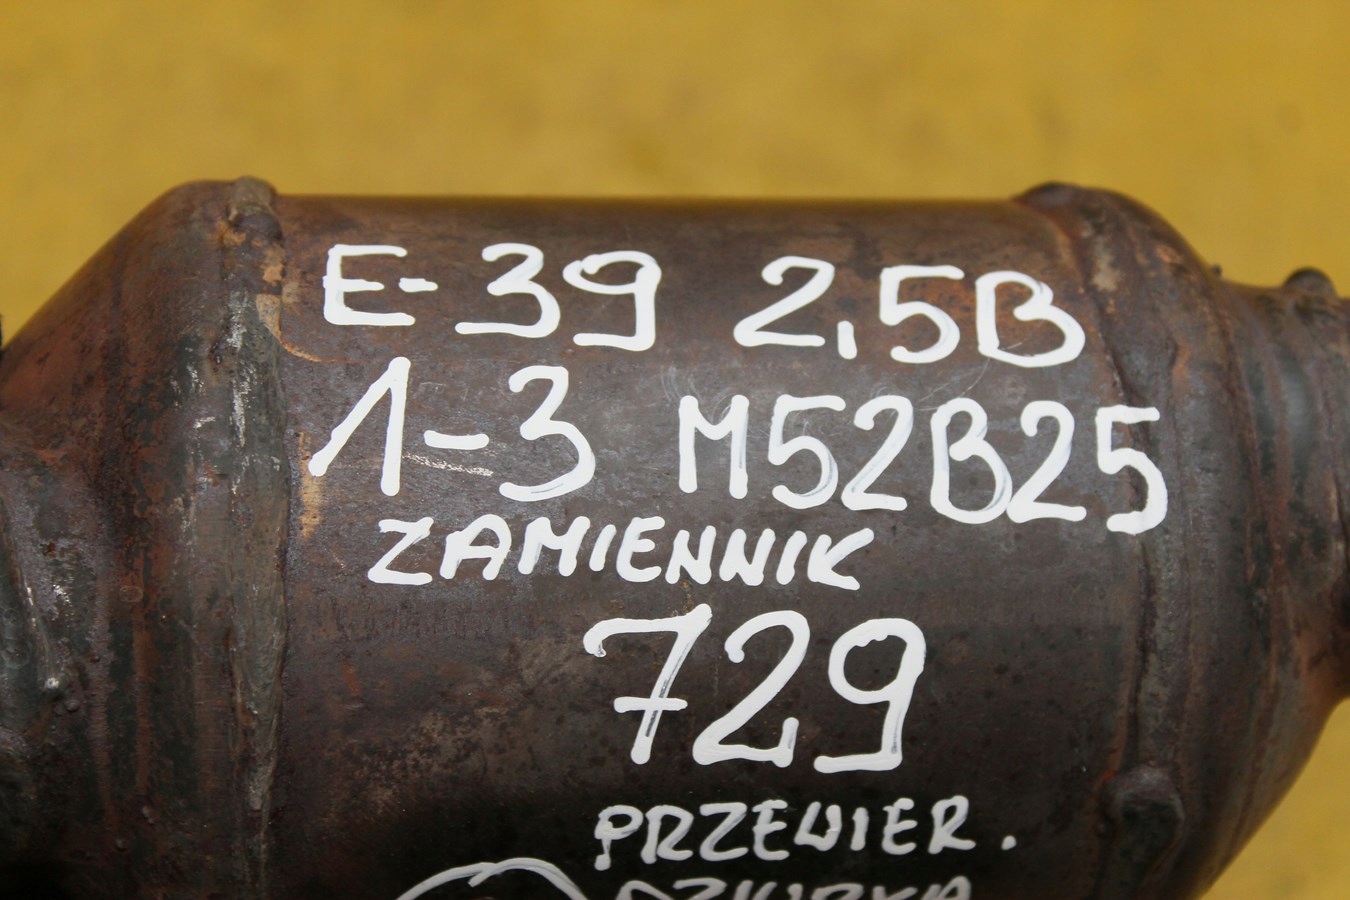 E-39 2,5B
1-3 M52B25
ZAMIENNIK
729
PRZEWIER.